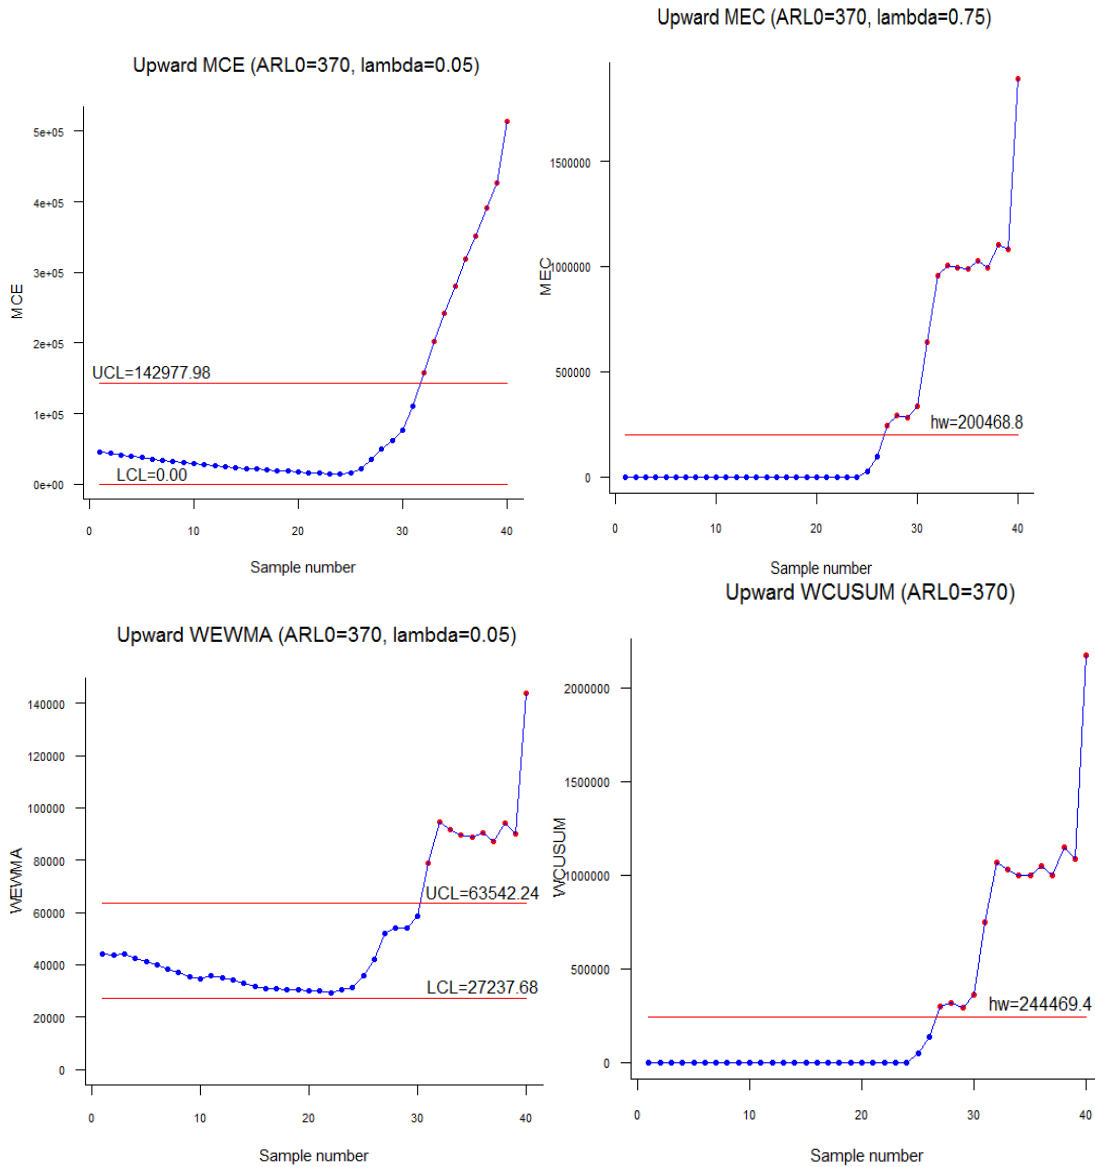 Upward MCE (ARL0=370, lambda=0.05)
MCE
5e+05
4e+05
3e+05
2e+05
1e+05
0e+00
UCL=142977.98
LCL=0.00
0 10 20 30 40
Sample number
Upward MEC (ARL0=370, lambda=0.75)
MEC
1500000
1000000
500000
0
hw=200468.8
0 10 20 30 40
Sample number
Upward WEWMA (ARL0=370, lambda=0.05)
WEWMA
140000
120000
100000
80000
60000
40000
20000
0
UCL=63542.24
LCL=27237.68
0 10 20 30 40
Sample number
Upward WCUSUM (ARL0=370)
WCUSUM
2000000
1500000
1000000
500000
0
hw=244469.4
0 10 20 30 40
Sample number